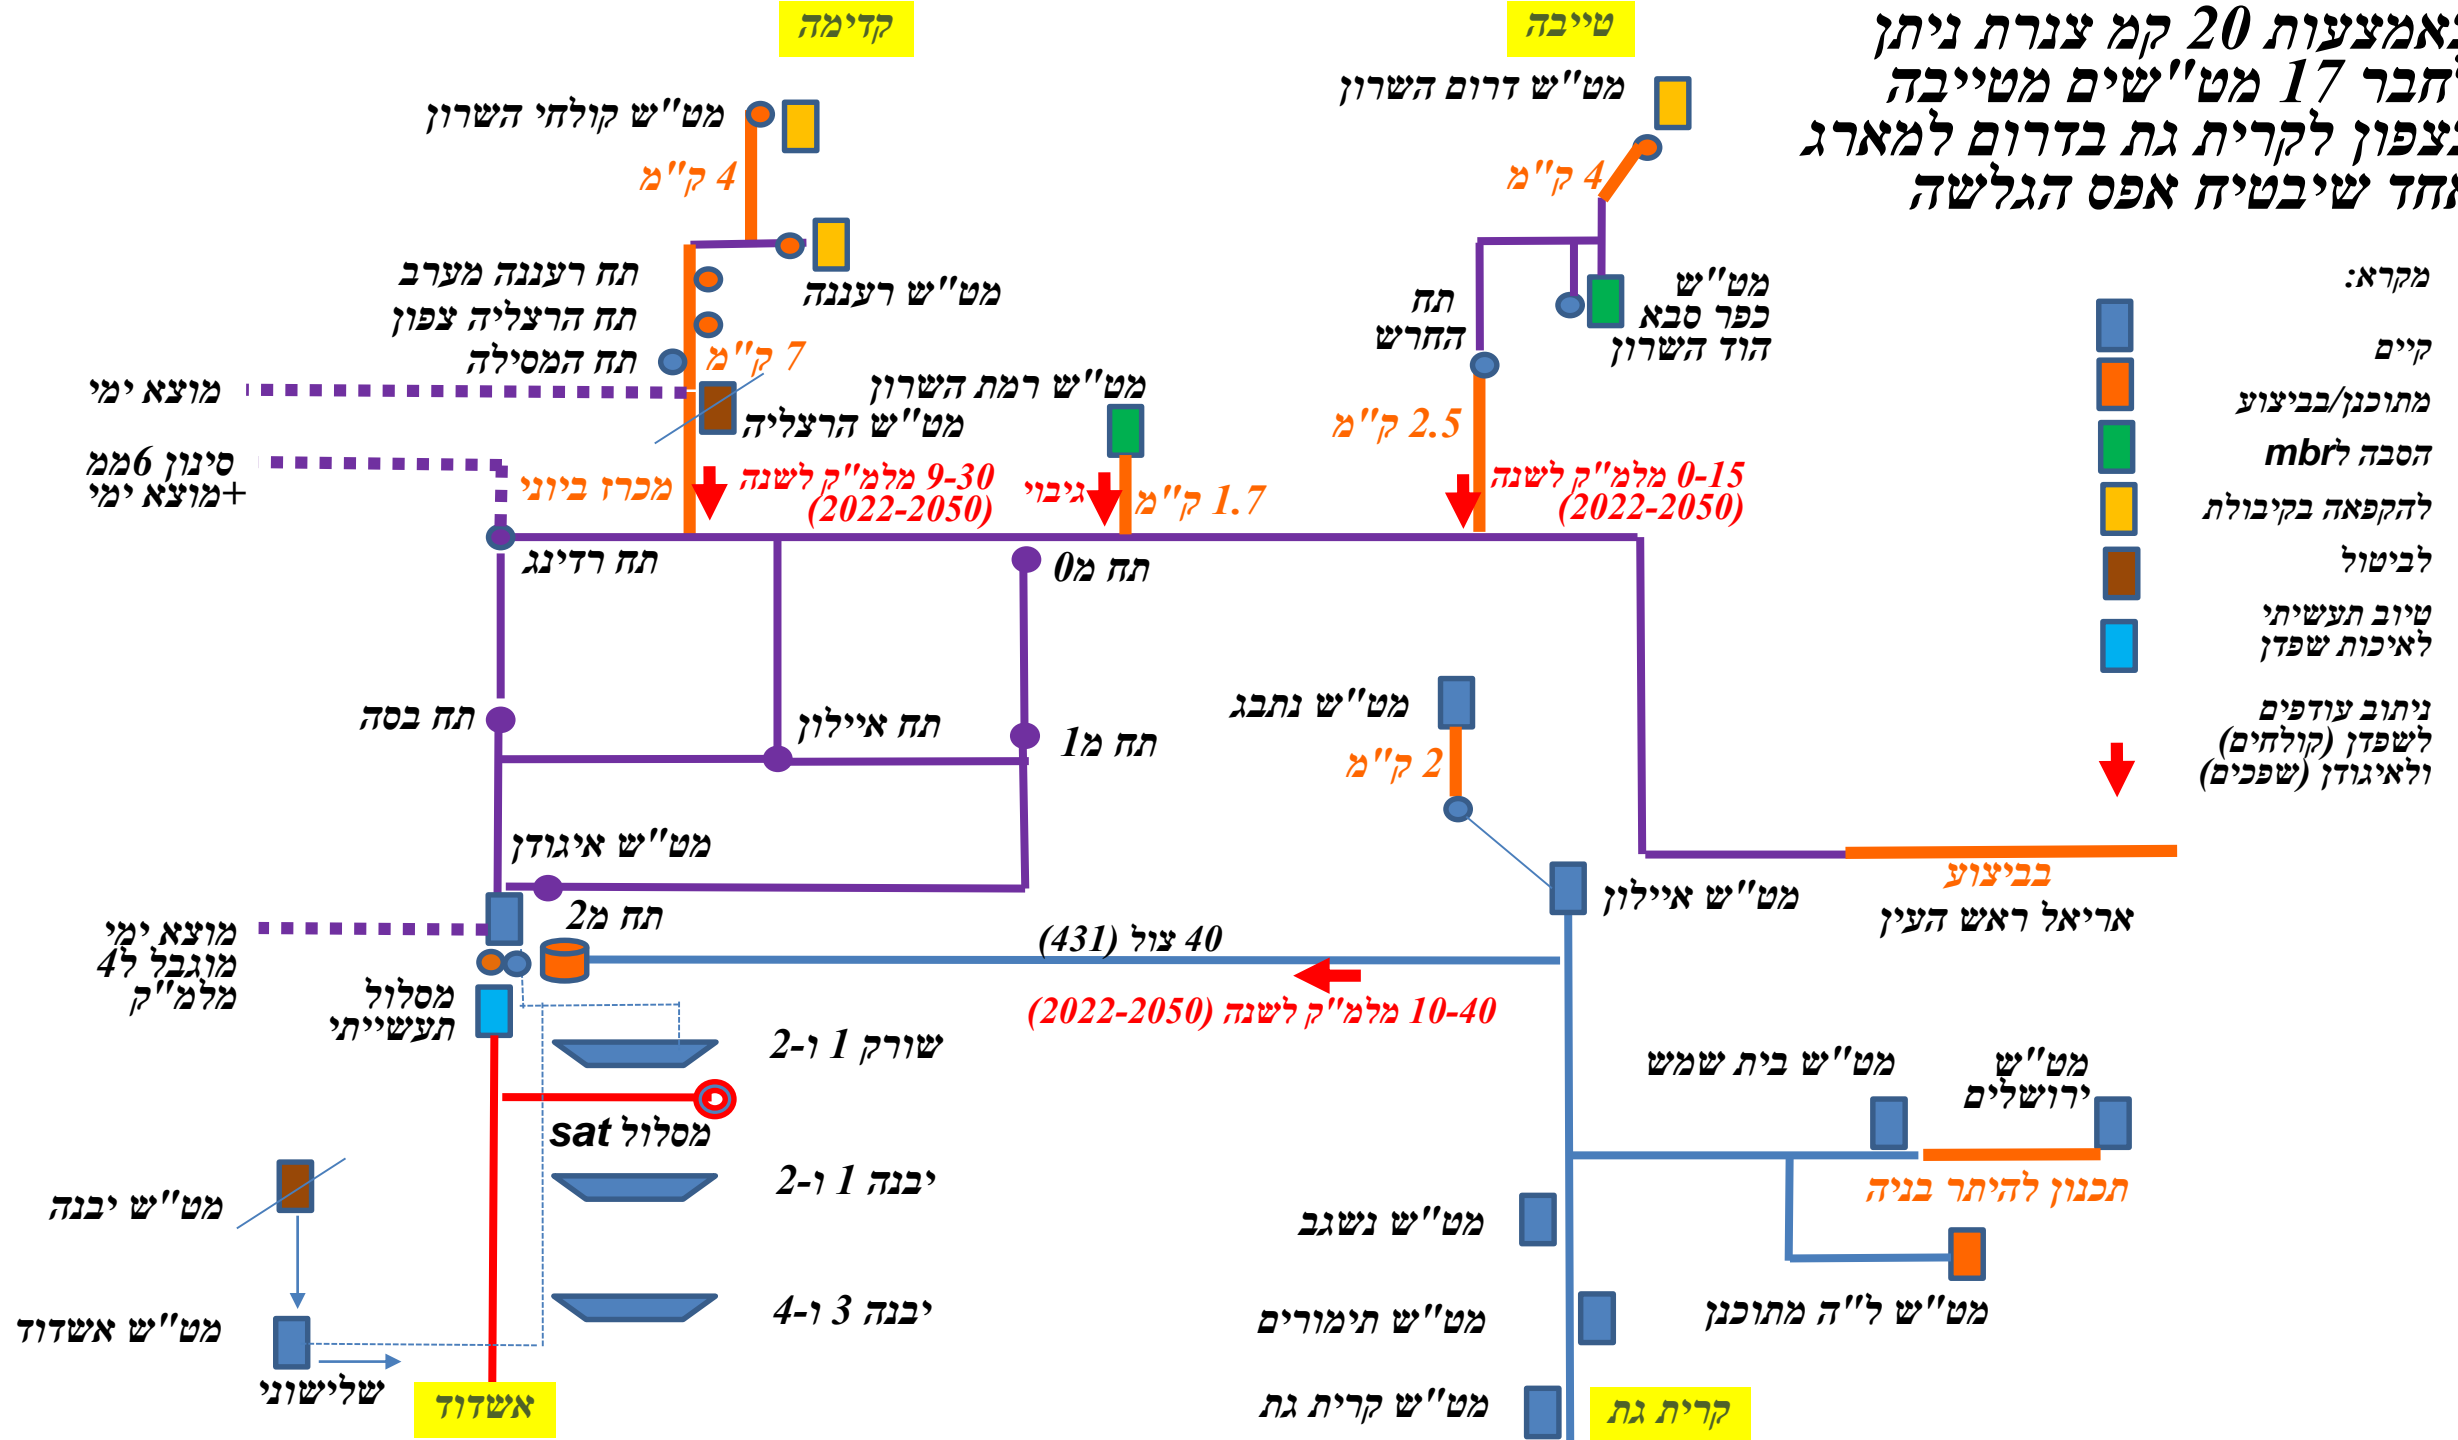 באמצעות 20 קמ צנרת ניתן
לחבר 17 מט"שים מטייבה
בצפון לקרית גת בדרום למארג
אחד שיבטיח אפס הגלשה
טייבה
קדימה
מט"ש דרום השרון
4 ק"מ
מט"ש קולחי השרון
4 ק"מ
מט"ש רעננה
תח רעננה מערב
תח הרצליה צפון
תח המסילה
7 ק"מ
מוצא ימי
מט"ש הרצליה
סינון 6ממ
+מוצא ימי
מכרז ביוני
9-30 מלמ"ק לשנה
(2022-2050)
מט"ש רמת השרון
גיבוי
1.7 ק"מ
מט"ש
כפר סבא
הוד השרון
תח
החרש
2.5 ק"מ
0-15 מלמ"ק לשנה
(2022-2050)
מקרא:
קיים
מתוכנן/בביצוע
הסבה לmbr
להקפאה בקיבולת
לביטול
טיוב תעשיתי
לאיכות שפדן
ניתוב עודפים
לשפדן (קולחים)
ולאיגודן (שפכים)
תח רדינג
תח מ0
תח בסה
תח איילון
תח מ1
מט"ש נתבג
2 ק"מ
מט"ש איגודן
תח מ2
מט"ש איילון
בביצוע
אריאל ראש העין
מוצא ימי
מוגבל ל4
מלמ"ק
40 צול (431)
10-40 מלמ"ק לשנה (2022-2050)
מסלול
תעשייתי
שורק 1 ו-2
מסלול sat
יבנה 1 ו-2
יבנה 3 ו-4
מט"ש בית שמש
מט"ש
ירושלים
תכנון להיתר בניה
מט"ש ל"ה מתוכנן
מט"ש נשגב
מט"ש תימורים
מט"ש קרית גת
קרית גת
מט"ש יבנה
מט"ש אשדוד
שלישוני
אשדוד